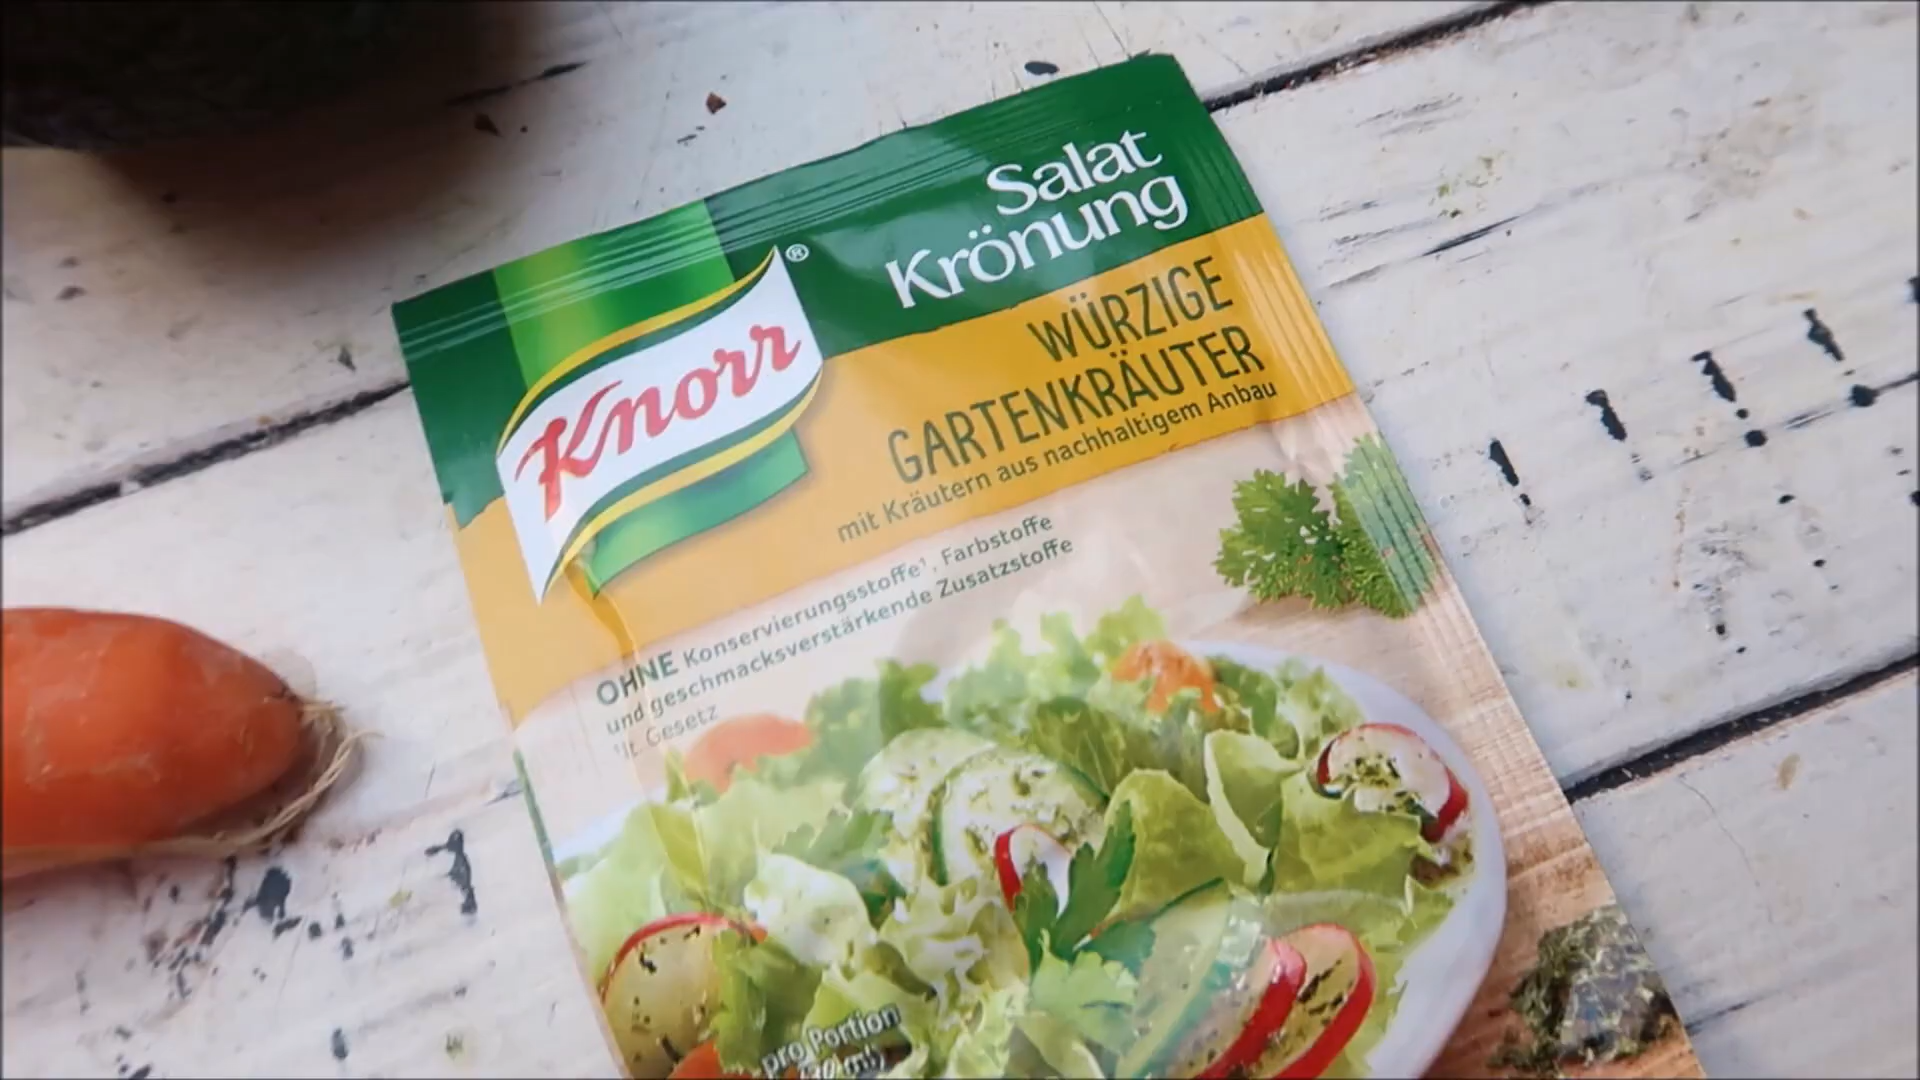 Knorr®
Salat
Krönung
WÜRZIGE
GARTENKRÄUTER
mit Kräutern aus nachhaltigem Anbau
OHNE Konservierungsstoffe¹, Farbstoffe
und geschmacksverstärkende Zusatzstoffe
¹lt. Gesetz
pro Portion